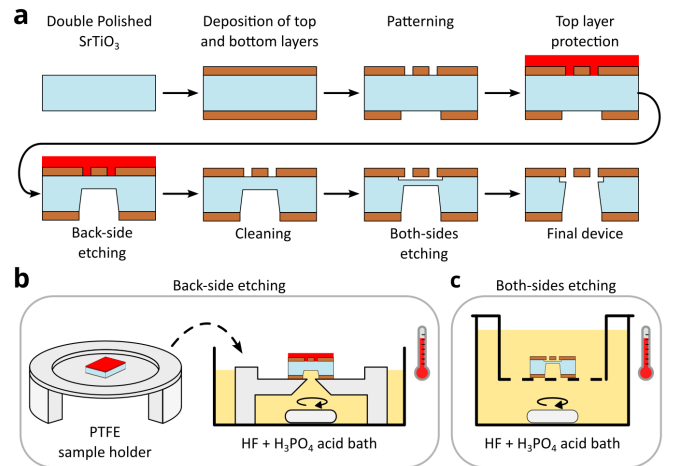 a
Double Polished
SrTiO₃
Deposition of top
and bottom layers
Patterning
Top layer
protection
Back-side
etching
Cleaning
Both-sides
etching
Final device
b
Back-side etching
PTFE
sample holder
HF + H₃PO₄ acid bath
c
Both-sides etching
HF + H₃PO₄ acid bath